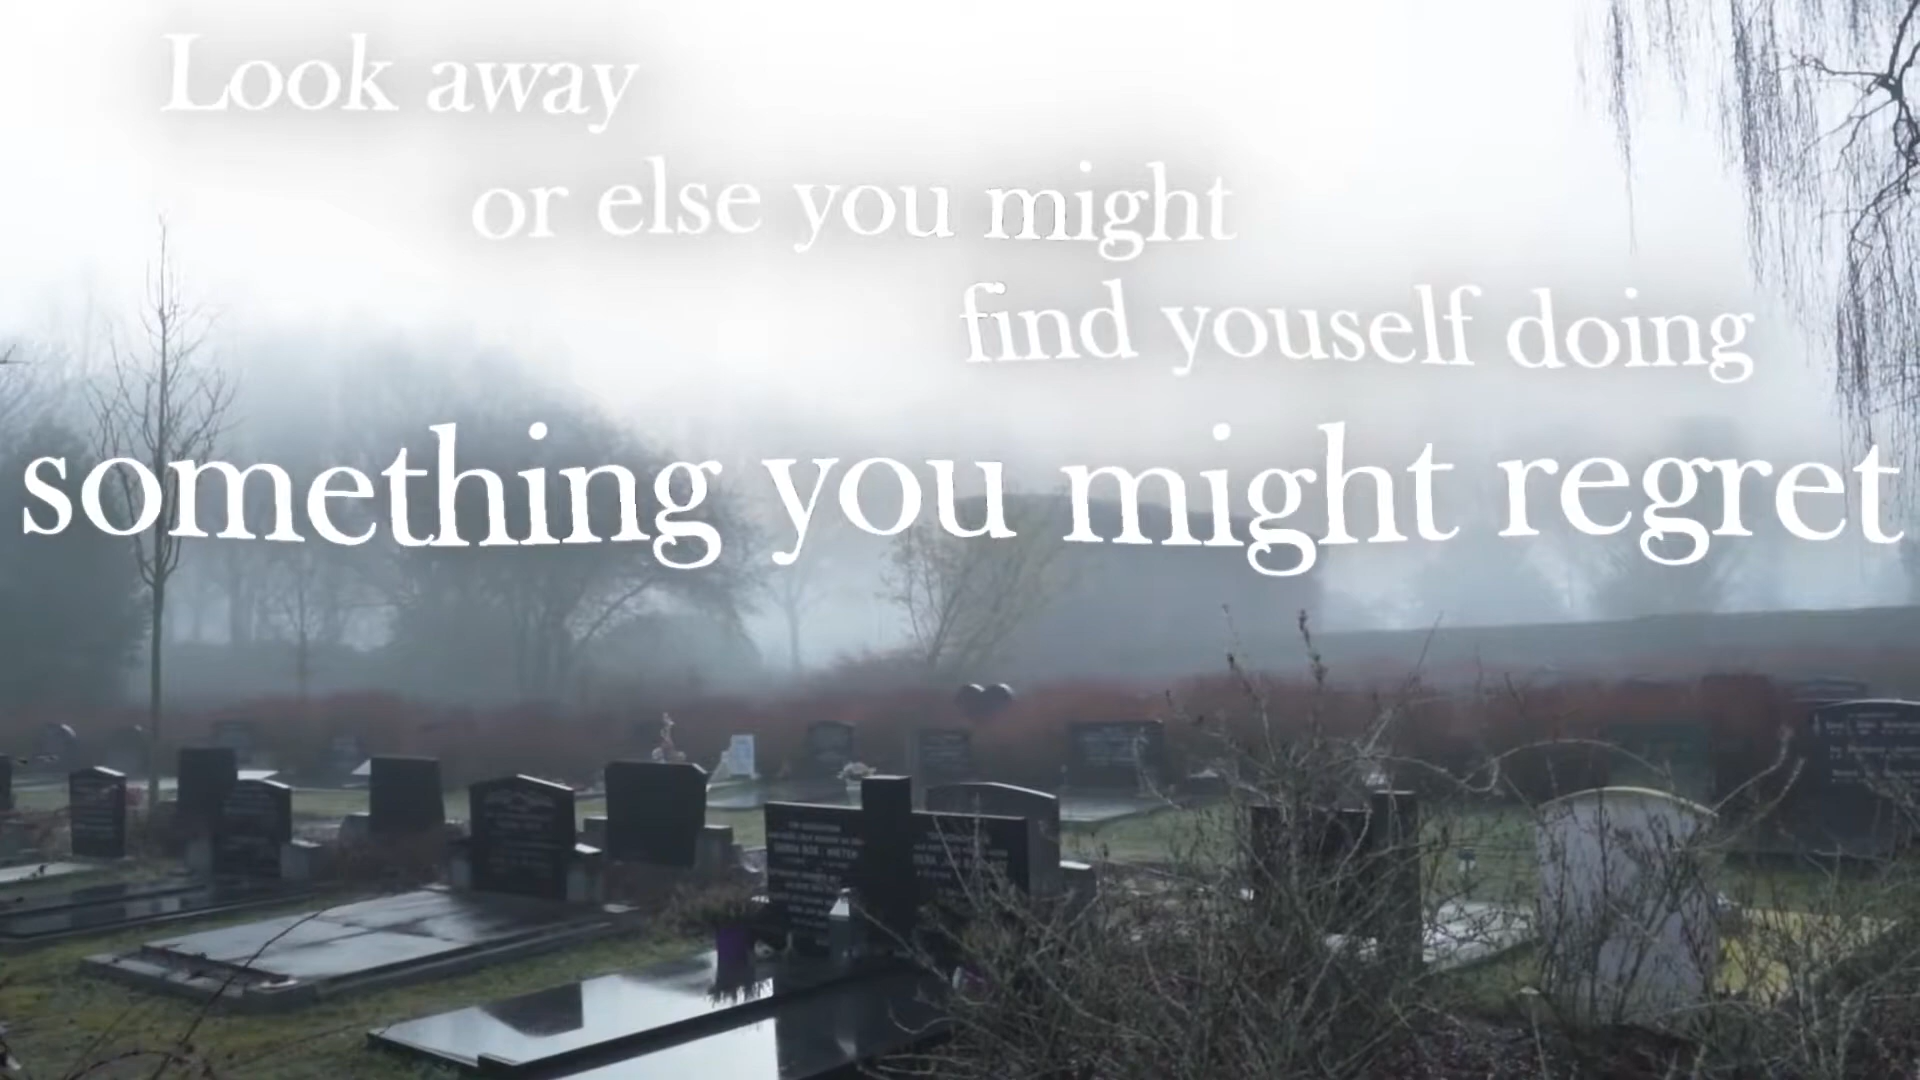 Look away
or else you might
find youself doing
something you might regret